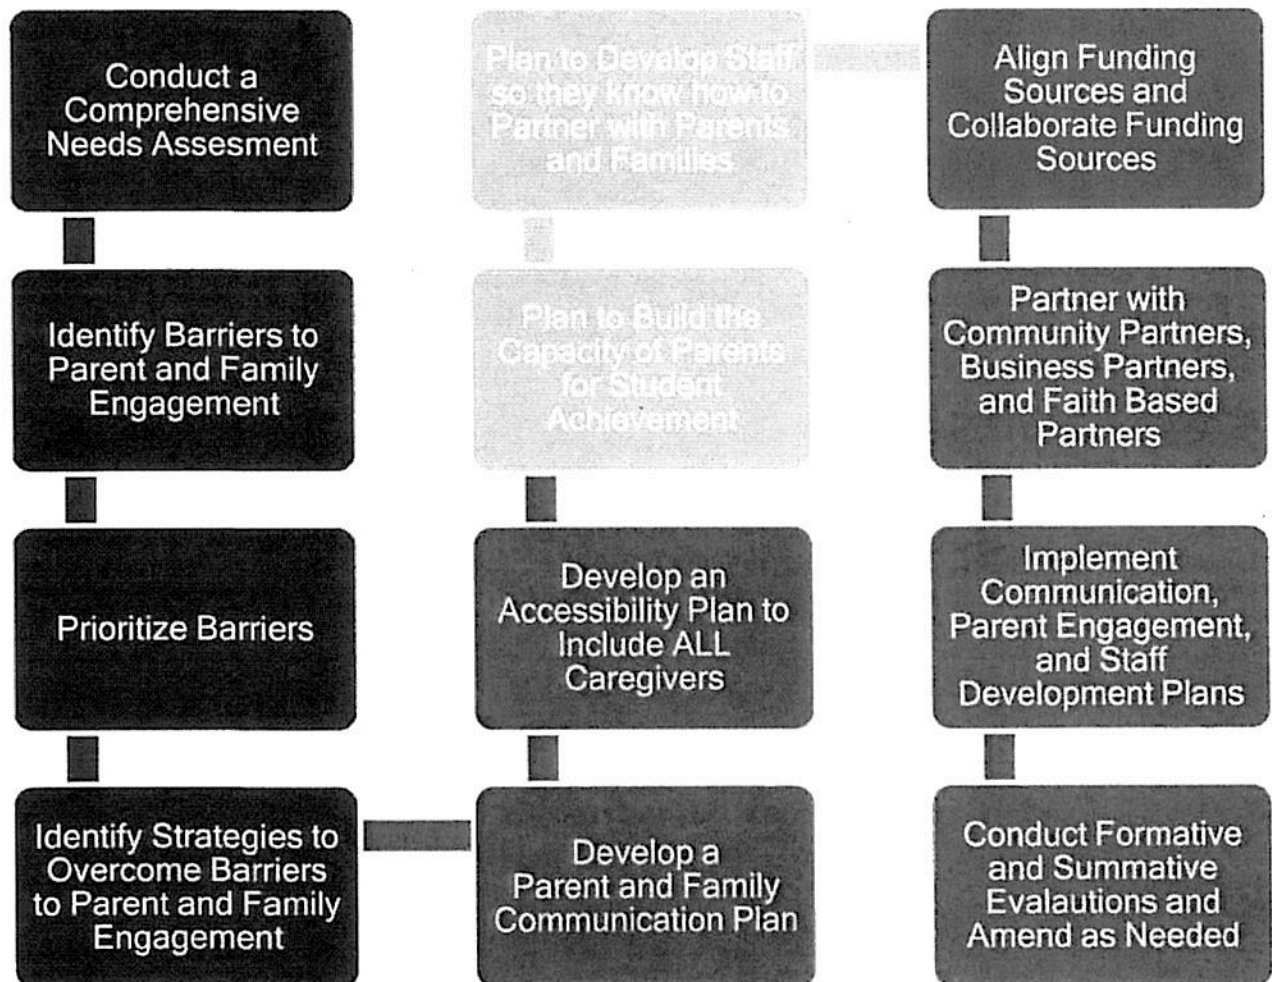 Conduct a
Comprehensive
Needs Assesment
Identify Barriers to
Parent and Family
Engagement
Prioritize Barriers
Identify Strategies to
Overcome Barriers
to Parent and Family
Engagement
Develop a
Parent and Family
Communication Plan
Develop an
Accessibility Plan to
Include ALL
Caregivers
Plan to Build the
Capacity of Parents
for Student
Achievement
Plan to Develop Staff
so they know how to
Partner with Parents
and Families
Align Funding
Sources and
Collaborate Funding
Sources
Partner with
Community Partners,
Business Partners,
and Faith Based
Partners
Implement
Communication,
Parent Engagement,
and Staff
Development Plans
Conduct Formative
and Summative
Evalautions and
Amend as Needed